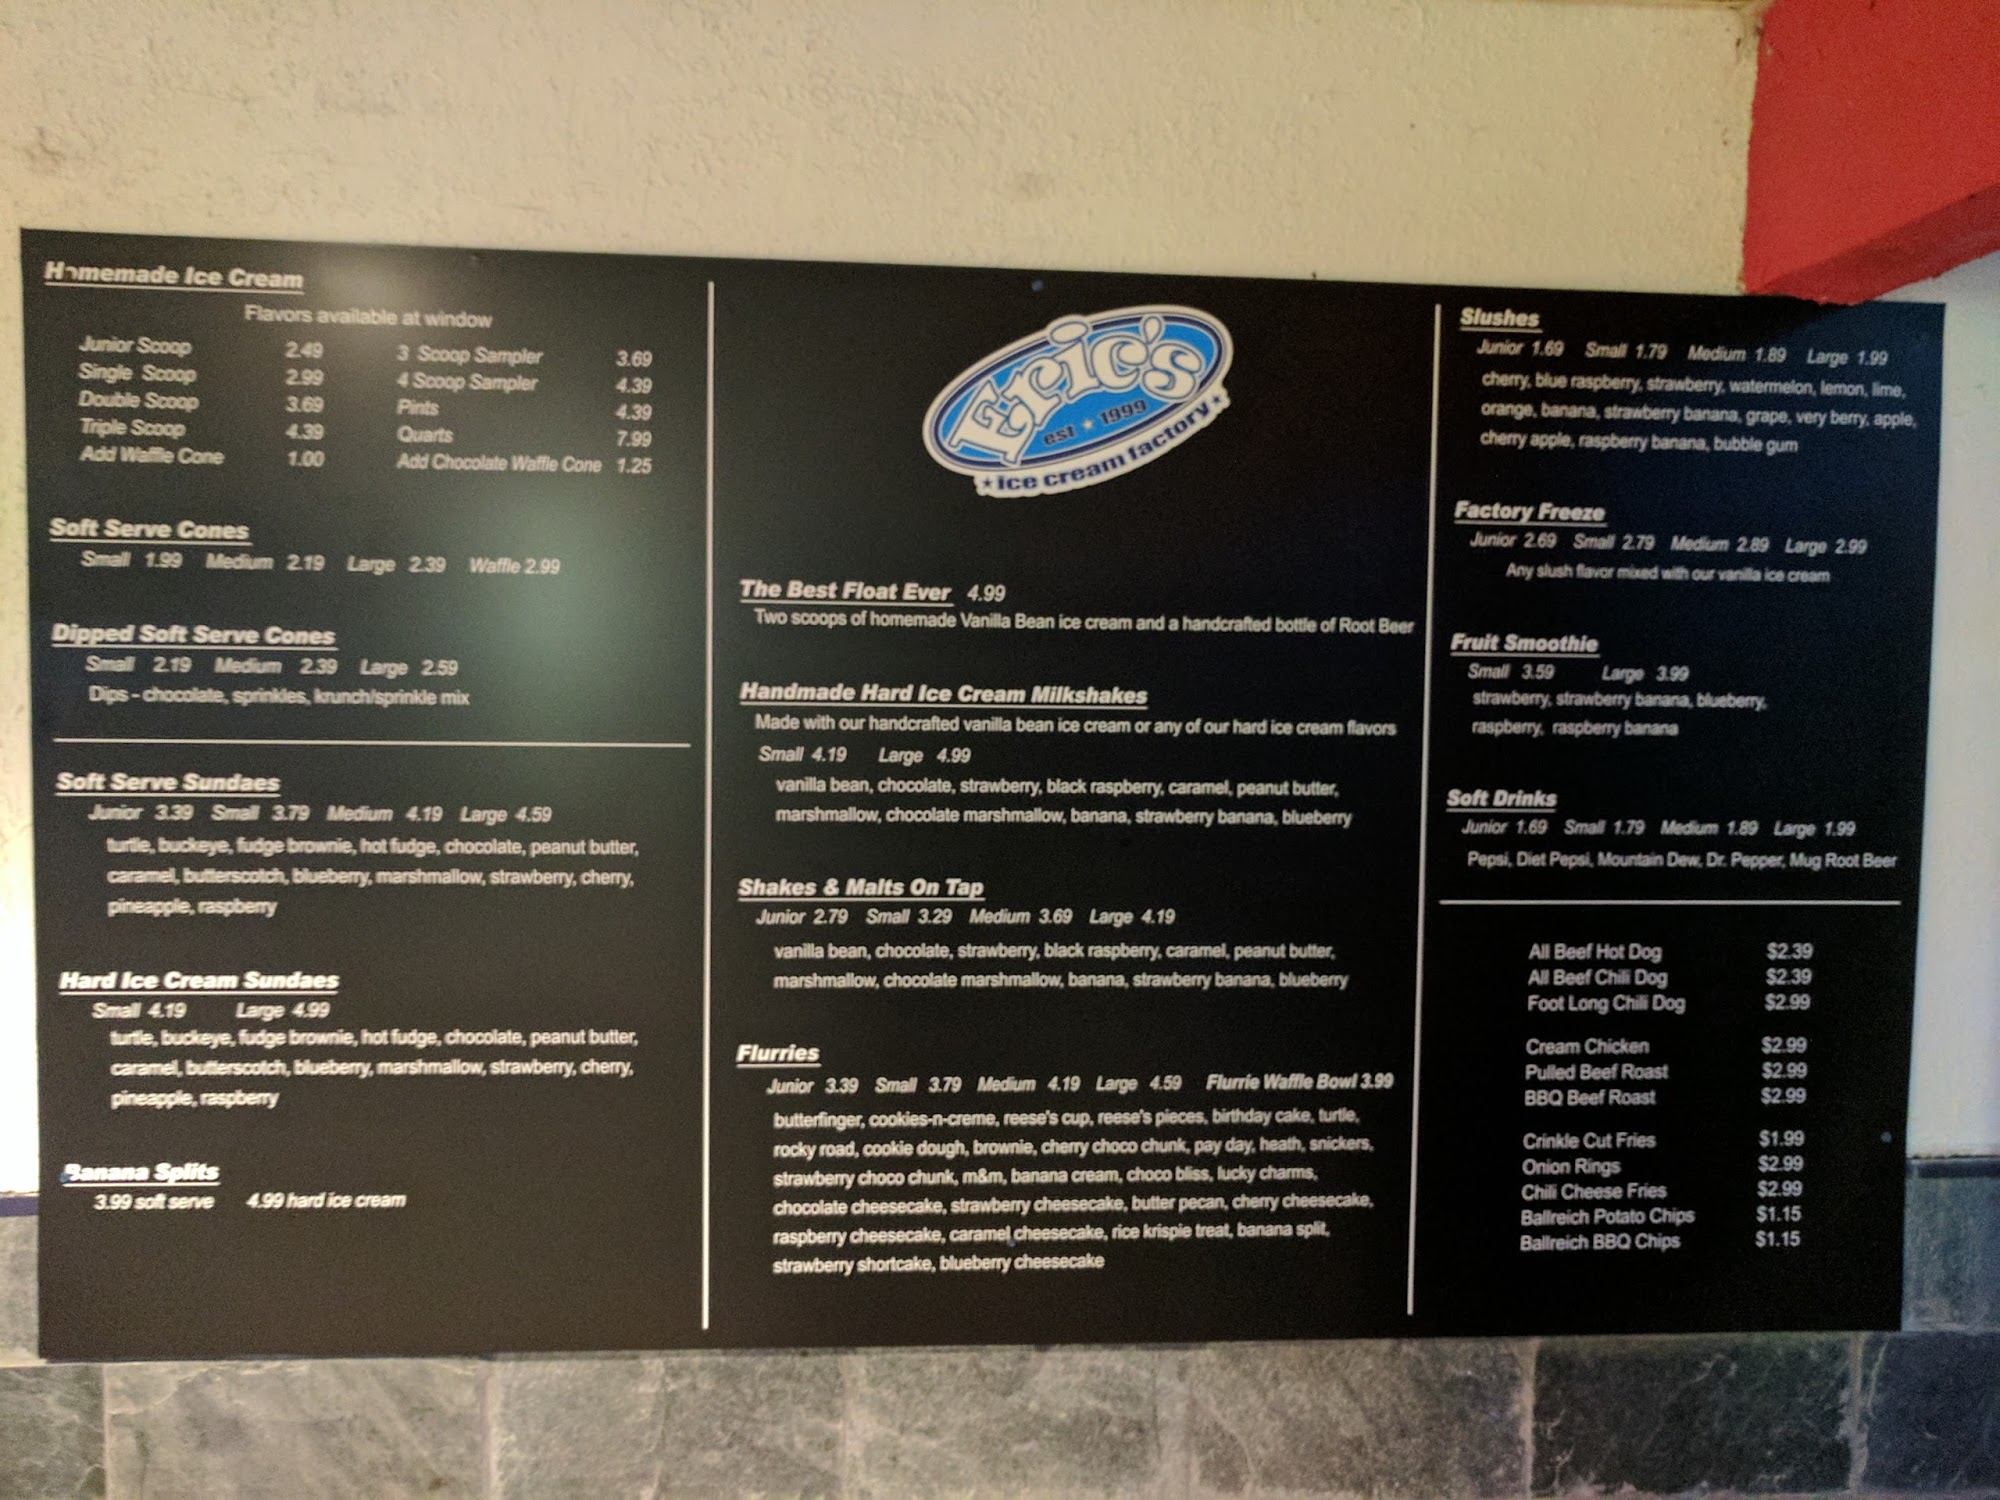 Homemade Ice Cream
Flavors available at window
Junior Scoop 2.49 3 Scoop Sampler 3.69
Single Scoop 2.99 4 Scoop Sampler 4.39
Double Scoop 3.69 Pints 4.39
Triple Scoop 4.39 Quarts 7.99
Add Waffle Cone 1.00 Add Chocolate Waffle Cone 1.25
Soft Serve Cones
Small 1.99 Medium 2.19 Large 2.39 Waffle 2.99
Dipped Soft Serve Cones
Small 2.19 Medium 2.39 Large 2.59
Dips - chocolate, sprinkles, krunch/sprinkle mix
Soft Serve Sundaes
Junior 3.39 Small 3.79 Medium 4.19 Large 4.59
turtle, buckeye, fudge brownie, hot fudge, chocolate, peanut butter,
caramel, butterscotch, blueberry, marshmallow, strawberry, cherry,
pineapple, raspberry
Hard Ice Cream Sundaes
Small 4.19 Large 4.99
turtle, buckeye, fudge brownie, hot fudge, chocolate, peanut butter,
caramel, butterscotch, blueberry, marshmallow, strawberry, cherry,
pineapple, raspberry
Banana Splits
3.99 soft serve 4.99 hard ice cream
Eric's
est ★ 1999
★ ice cream factory ★
The Best Float Ever 4.99
Two scoops of homemade Vanilla Bean ice cream and a handcrafted bottle of Root Beer
Handmade Hard Ice Cream Milkshakes
Made with our handcrafted vanilla bean ice cream or any of our hard ice cream flavors
Small 4.19 Large 4.99
vanilla bean, chocolate, strawberry, black raspberry, caramel, peanut butter,
marshmallow, chocolate marshmallow, banana, strawberry banana, blueberry
Shakes & Malts On Tap
Junior 2.79 Small 3.29 Medium 3.69 Large 4.19
vanilla bean, chocolate, strawberry, black raspberry, caramel, peanut butter,
marshmallow, chocolate marshmallow, banana, strawberry banana, blueberry
Flurries
Junior 3.39 Small 3.79 Medium 4.19 Large 4.59 Flurrie Waffle Bowl 3.99
butterfinger, cookies-n-creme, reese's cup, reese's pieces, birthday cake, turtle,
rocky road, cookie dough, brownie, cherry choco chunk, pay day, heath, snickers,
strawberry choco chunk, m&m, banana cream, choco bliss, lucky charms,
chocolate cheesecake, strawberry cheesecake, butter pecan, cherry cheesecake,
raspberry cheesecake, caramel cheesecake, rice krispie treat, banana split,
strawberry shortcake, blueberry cheesecake
Slushes
Junior 1.69 Small 1.79 Medium 1.89 Large 1.99
cherry, blue raspberry, strawberry, watermelon, lemon, lime,
orange, banana, strawberry banana, grape, very berry, apple,
cherry apple, raspberry banana, bubble gum
Factory Freeze
Junior 2.69 Small 2.79 Medium 2.89 Large 2.99
Any slush flavor mixed with our vanilla ice cream
Fruit Smoothie
Small 3.59 Large 3.99
strawberry, strawberry banana, blueberry,
raspberry, raspberry banana
Soft Drinks
Junior 1.69 Small 1.79 Medium 1.89 Large 1.99
Pepsi, Diet Pepsi, Mountain Dew, Dr. Pepper, Mug Root Beer
All Beef Hot Dog $2.39
All Beef Chili Dog $2.39
Foot Long Chili Dog $2.99
Cream Chicken $2.99
Pulled Beef Roast $2.99
BBQ Beef Roast $2.99
Crinkle Cut Fries $1.99
Onion Rings $2.99
Chili Cheese Fries $2.99
Ballreich Potato Chips $1.15
Ballreich BBQ Chips $1.15